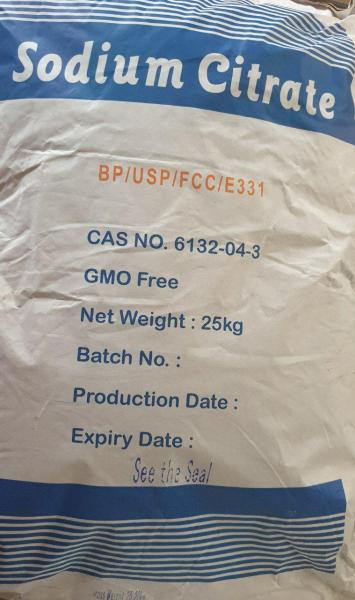 Sodium Citrate
BP/USP/FCC/E331
CAS NO. 6132-04-3
GMO Free
Net Weight : 25kg
Batch No. :
Production Date :
Expiry Date :
See the Seal